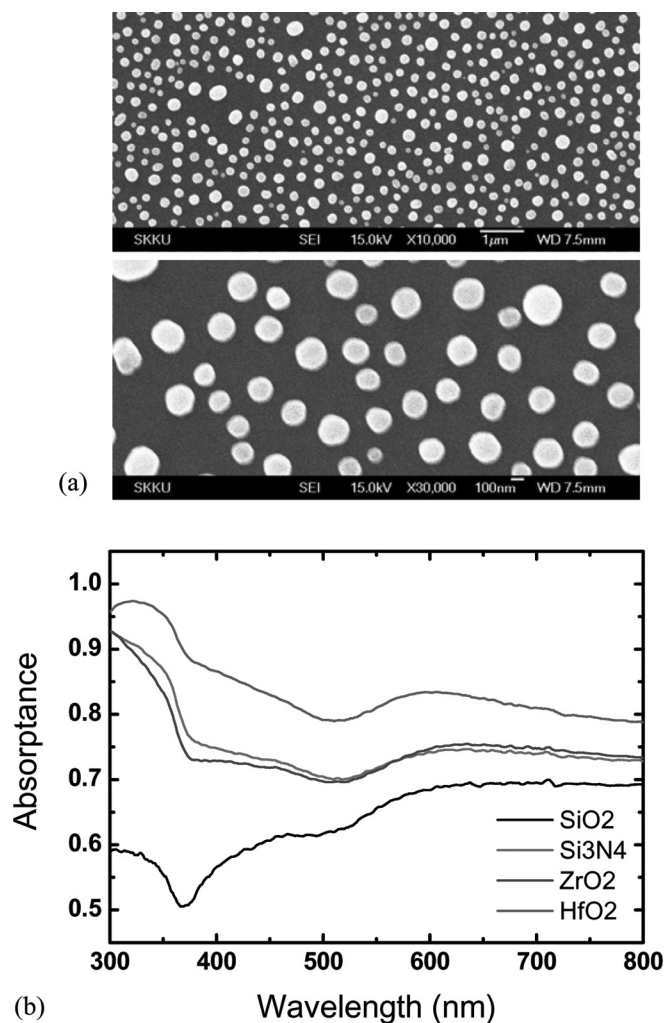 SKKU SEI 15.0kV X10,000 1μm WD 7.5mm
SKKU SEI 15.0kV X30,000 100nm WD 7.5mm
(a)
1.0
0.9
0.8
0.7
0.6
0.5
Absorptance
SiO2
Si3N4
ZrO2
HfO2
300 400 500 600 700 800
Wavelength (nm)
(b)